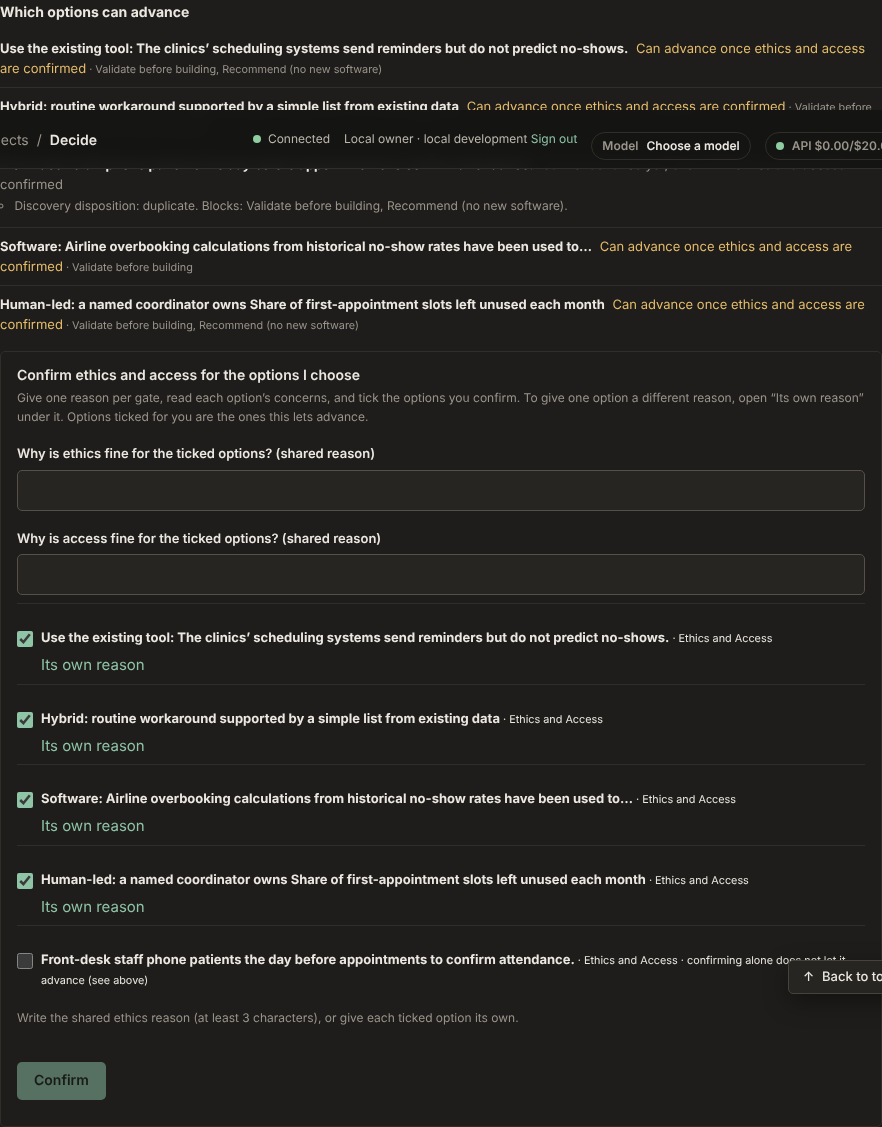 Which options can advance
Use the existing tool: The clinics’ scheduling systems send reminders but do not predict no-shows. Can advance once ethics and access
are confirmed · Validate before building, Recommend (no new software)
Hybrid: routine workaround supported by a simple list from existing data Can advance once ethics and access are confirmed · Validate before
ects / Decide
Connected Local owner · local development Sign out
Model Choose a model
API $0.00/$20.0
confirmed
Discovery disposition: duplicate. Blocks: Validate before building, Recommend (no new software).
Software: Airline overbooking calculations from historical no-show rates have been used to… Can advance once ethics and access are
confirmed · Validate before building
Human-led: a named coordinator owns Share of first-appointment slots left unused each month Can advance once ethics and access are
confirmed · Validate before building, Recommend (no new software)
Confirm ethics and access for the options I choose
Give one reason per gate, read each option’s concerns, and tick the options you confirm. To give one option a different reason, open “Its own reason”
under it. Options ticked for you are the ones this lets advance.
Why is ethics fine for the ticked options? (shared reason)
Why is access fine for the ticked options? (shared reason)
Use the existing tool: The clinics’ scheduling systems send reminders but do not predict no-shows. · Ethics and Access
Its own reason
Hybrid: routine workaround supported by a simple list from existing data · Ethics and Access
Its own reason
Software: Airline overbooking calculations from historical no-show rates have been used to… · Ethics and Access
Its own reason
Human-led: a named coordinator owns Share of first-appointment slots left unused each month · Ethics and Access
Its own reason
Front-desk staff phone patients the day before appointments to confirm attendance. · Ethics and Access · confirming alone does not let it
advance (see above)
↑ Back to to
Write the shared ethics reason (at least 3 characters), or give each ticked option its own.
Confirm